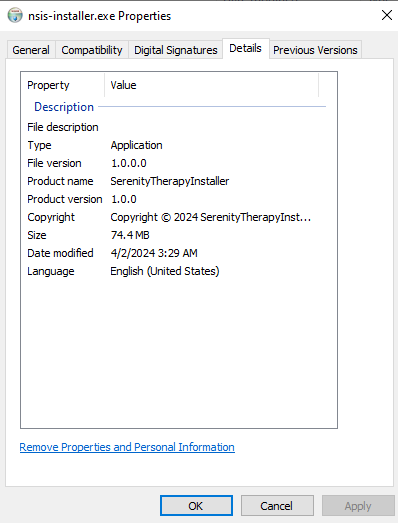 nsis-installer.exe Properties
General Compatibility Digital Signatures Details Previous Versions
Property Value
Description
File description
Type Application
File version 1.0.0.0
Product name SerenityTherapyInstaller
Product version 1.0.0
Copyright Copyright © 2024 SerenityTherapyInst...
Size 74.4 MB
Date modified 4/2/2024 3:29 AM
Language English (United States)
Remove Properties and Personal Information
OK Cancel Apply